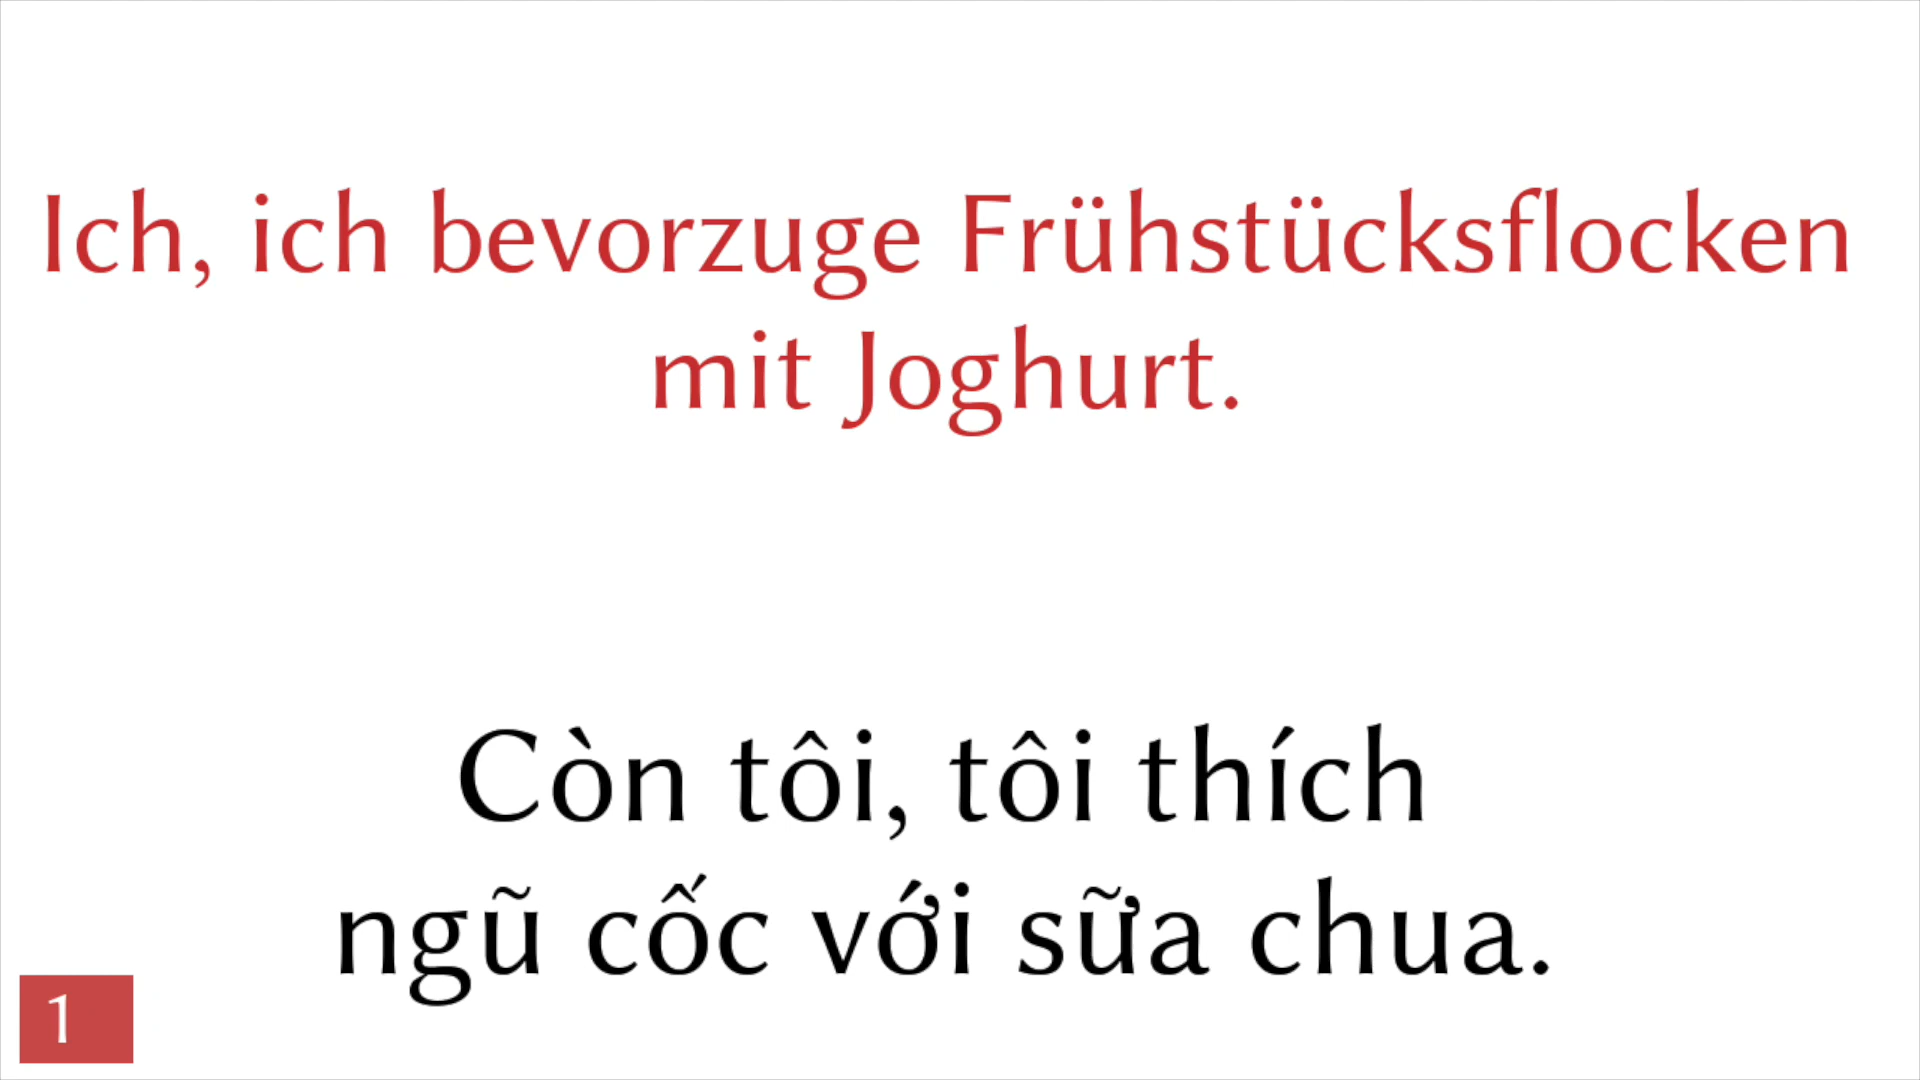 Ich, ich bevorzuge Frühstücksflocken
mit Joghurt.
Còn tôi, tôi thích
ngũ cốc với sữa chua.
1